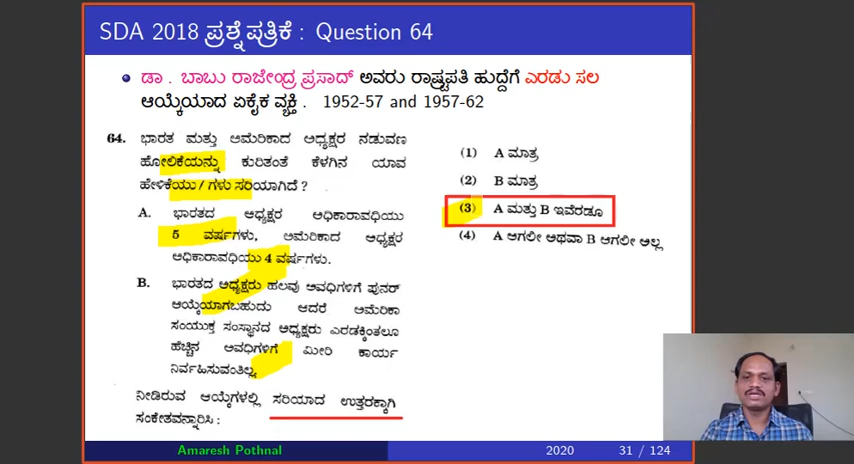 SDA 2018 ಪ್ರಶ್ನೆಪತ್ರಿಕೆ : Question 64
ಡಾ . ಬಾಬು ರಾಜೇಂದ್ರ ಪ್ರಸಾದ್ ಅವರು ರಾಷ್ಟ್ರಪತಿ ಹುದ್ದೆಗೆ ಎರಡು ಸಲ
ಆಯ್ಕೆಯಾದ ಏಕೈಕ ವ್ಯಕ್ತಿ . 1952-57 and 1957-62
64. ಭಾರತ ಮತ್ತು ಅಮೆರಿಕಾದ ಅಧ್ಯಕ್ಷರ ನಡುವಣ
ಹೋಲಿಕೆಯನ್ನು ಕುರಿತಂತೆ ಕೆಳಗಿನ ಯಾವ
ಹೇಳಿಕೆಯು / ಗಳು ಸರಿಯಾಗಿದೆ ?
A. ಭಾರತದ ಅಧ್ಯಕ್ಷರ ಅಧಿಕಾರಾವಧಿಯು
5 ವರ್ಷಗಳು, ಅಮೆರಿಕಾದ ಅಧ್ಯಕ್ಷರ
ಅಧಿಕಾರಾವಧಿಯು 4 ವರ್ಷಗಳು.
B. ಭಾರತದ ಅಧ್ಯಕ್ಷರು ಹಲವು ಅವಧಿಗಳಿಗೆ ಪುನರ್
ಆಯ್ಕೆಯಾಗಬಹುದು ಆದರೆ ಅಮೆರಿಕಾ
ಸಂಯುಕ್ತ ಸಂಸ್ಥಾನದ ಅಧ್ಯಕ್ಷರು ಎರಡಕ್ಕಿಂತಲೂ
ಹೆಚ್ಚಿನ ಅವಧಿಗಳಿಗೆ ಮೀರಿ ಕಾರ್ಯ
ನಿರ್ವಹಿಸುವಂತಿಲ್ಲ.
ನೀಡಿರುವ ಆಯ್ಕೆಗಳಲ್ಲಿ ಸರಿಯಾದ ಉತ್ತರಕ್ಕಾಗಿ
ಸಂಕೇತವನ್ನಾರಿಸಿ :
(1) A ಮಾತ್ರ
(2) B ಮಾತ್ರ
(3) A ಮತ್ತು B ಇವೆರಡೂ
(4) A ಆಗಲೀ ಅಥವಾ B ಆಗಲೀ ಅಲ್ಲ
Amaresh Pothnal 2020 31 / 124